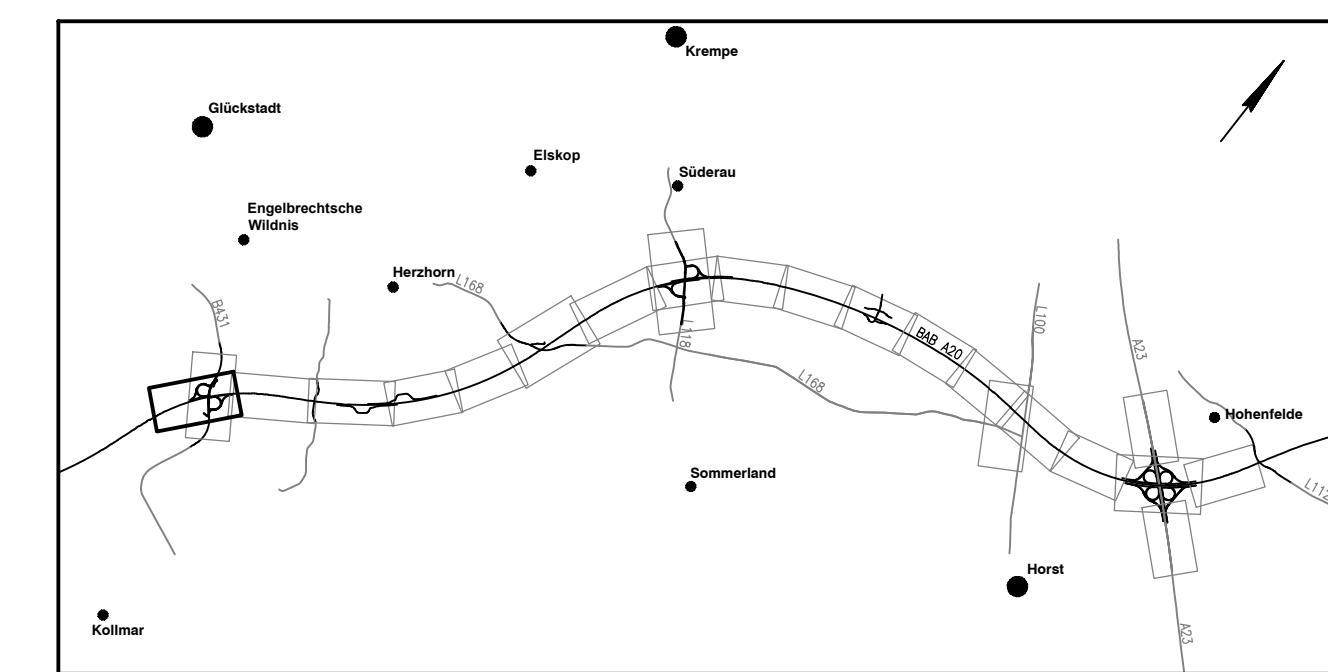 Krempe
Glückstadt
Elskop
Süderau
Engelbrechtsche
Wildnis
Herzhorn
L168
B431
L118
BAB A20
L100
A23
L168
Hohenfelde
Sommerland
L112
Horst
Kollmar
A23